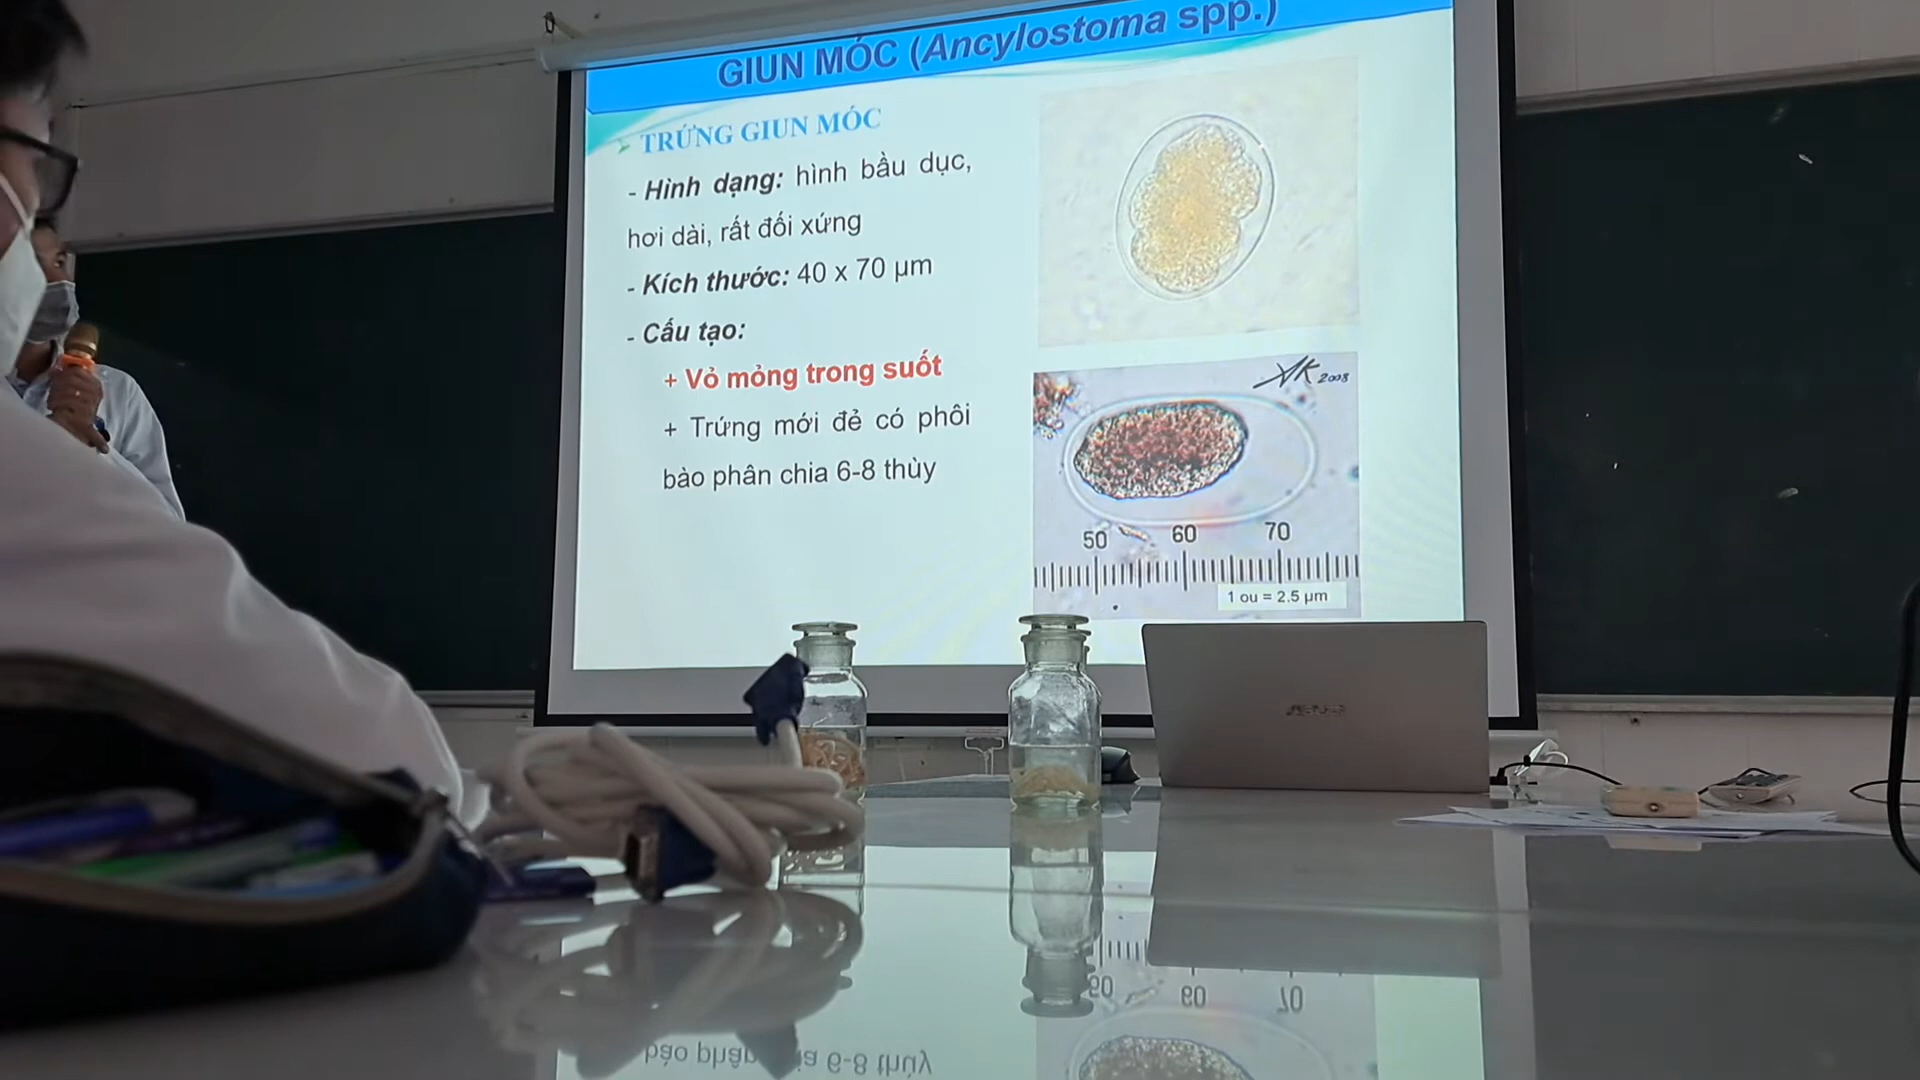 GIUN MÓC (Ancylostoma spp.)
TRỨNG GIUN MÓC
- Hình dạng: hình bầu dục,
hơi dài, rất đối xứng
- Kích thước: 40 x 70 µm
- Cấu tạo:
+ Vỏ mỏng trong suốt
+ Trứng mới đẻ có phôi
bào phân chia 6-8 thùy
2008
50 60 70
1 ou = 2.5 µm
ASUS